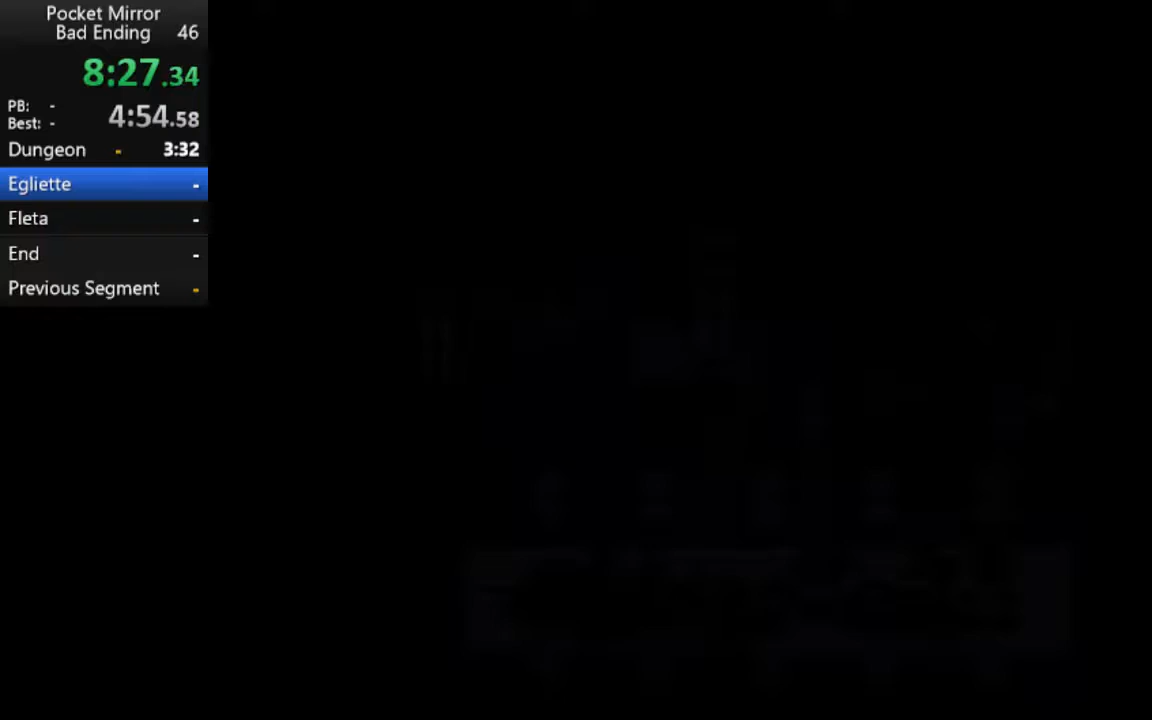 Pocket Mirror
Bad Ending 46
8:27.34
PB: -
Best: - 4:54.58
Dungeon - 3:32
Egliette -
Fleta -
End -
Previous Segment -